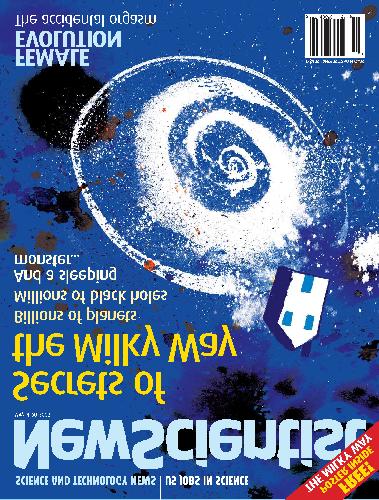 SCIENCE AND TECHNOLOGY NEWS | US JOBS IN SCIENCE
NewScientist
Secrets of
the Milky Way
Billions of planets
Millions of black holes
And a sleeping
monster...
FEMALE
EVOLUTION
The accidental orgasm
FREE!
POSTER INSIDE
THE MILKY WAY